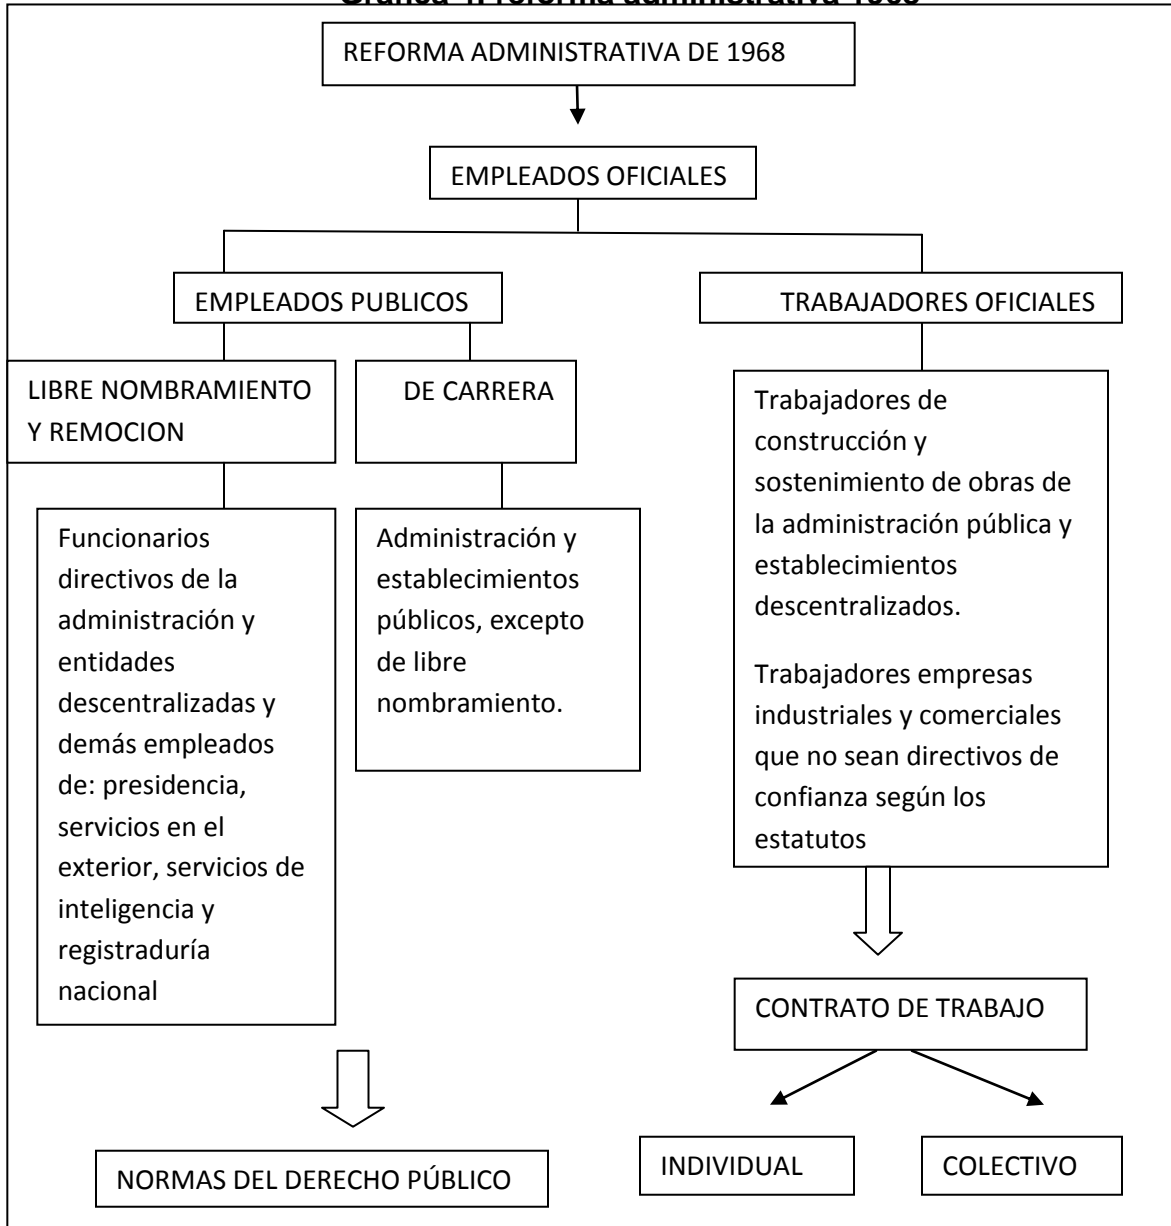 REFORMA ADMINISTRATIVA DE 1968
EMPLEADOS OFICIALES
EMPLEADOS PUBLICOS
TRABAJADORES OFICIALES
LIBRE NOMBRAMIENTO
Y REMOCION
DE CARRERA
Funcionarios
directivos de la
administración y
entidades
descentralizadas y
demás empleados
de: presidencia,
servicios en el
exterior, servicios de
inteligencia y
registraduría
nacional
Administración y
establecimientos
públicos, excepto
de libre
nombramiento.
Trabajadores de
construcción y
sostenimiento de obras de
la administración pública y
establecimientos
descentralizados.
Trabajadores empresas
industriales y comerciales
que no sean directivos de
confianza según los
estatutos
NORMAS DEL DERECHO PÚBLICO
CONTRATO DE TRABAJO
INDIVIDUAL
COLECTIVO